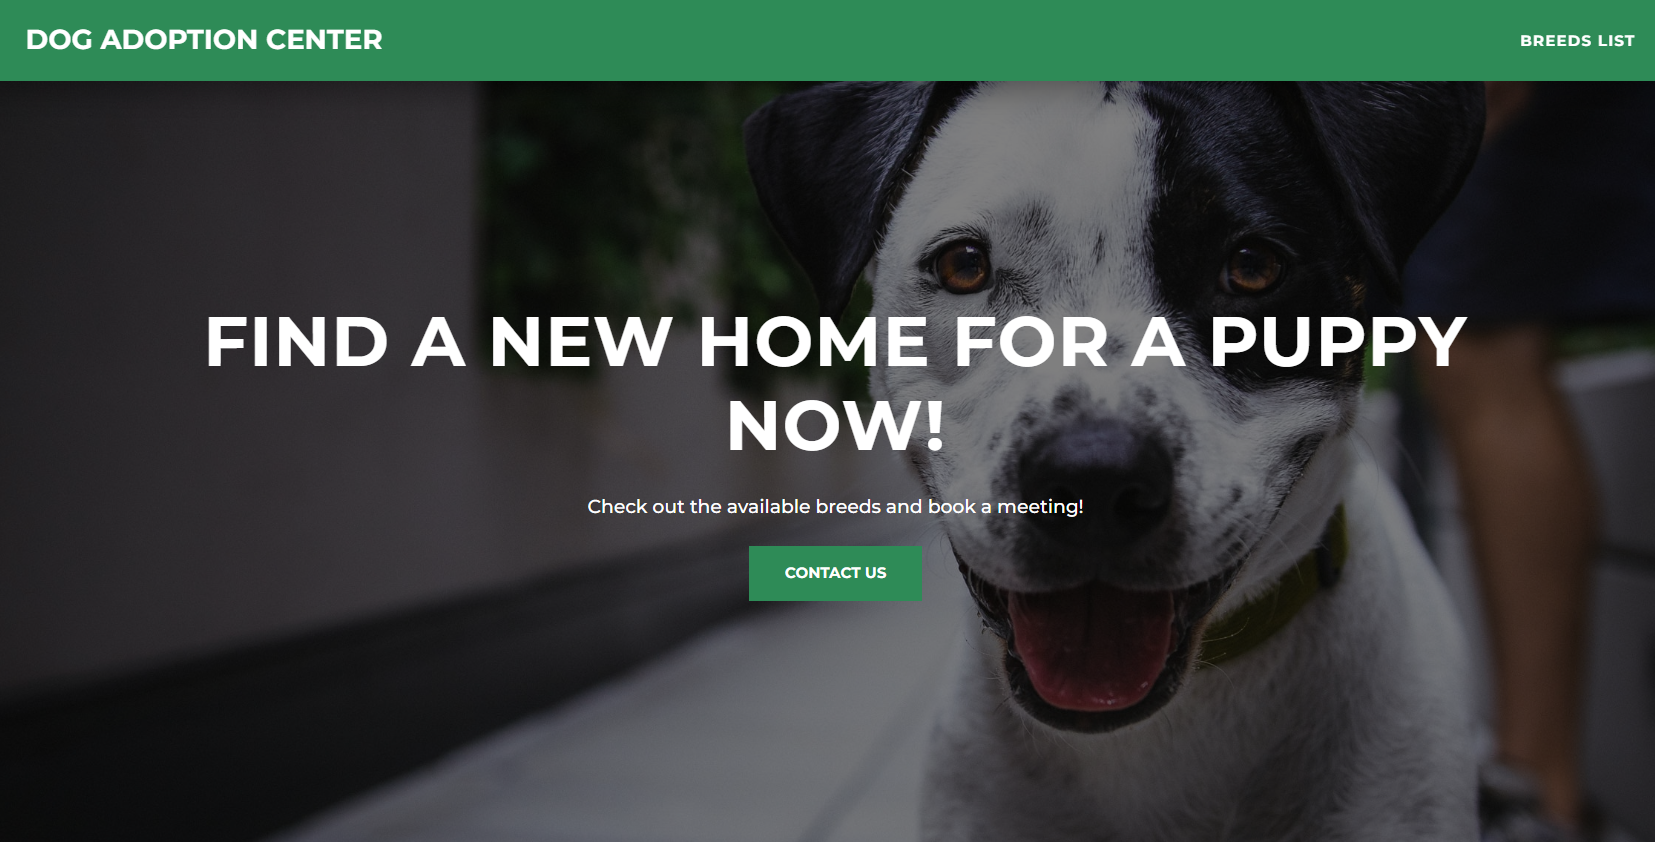 DOG ADOPTION CENTER
BREEDS LIST
FIND A NEW HOME FOR A PUPPY
NOW!
Check out the available breeds and book a meeting!
CONTACT US